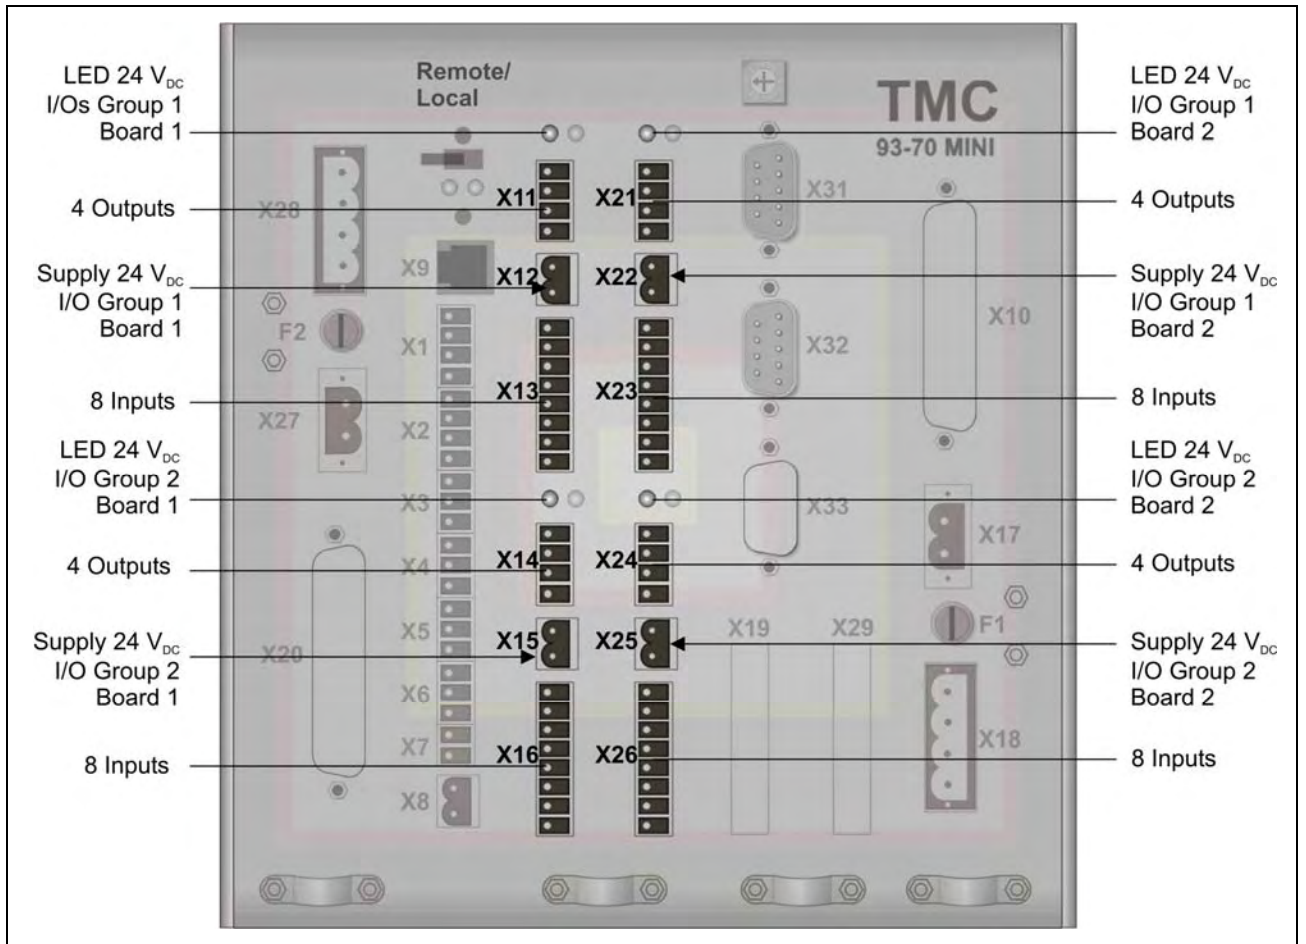 LED 24 VDC
I/Os Group 1
Board 1
4 Outputs
Supply 24 VDC
I/O Group 1
Board 1
8 Inputs
LED 24 VDC
I/O Group 2
Board 1
4 Outputs
Supply 24 VDC
I/O Group 2
Board 1
8 Inputs
Remote/
Local
TMC
93-70 MINI
X28
F2
X27
X20
X9
X1
X2
X3
X4
X5
X6
X7
X8
X11
X12
X13
X14
X15
X16
X21
X22
X23
X24
X25
X26
X31
X32
X33
X19
X29
X10
X17
F1
X18
LED 24 VDC
I/O Group 1
Board 2
4 Outputs
Supply 24 VDC
I/O Group 1
Board 2
8 Inputs
LED 24 VDC
I/O Group 2
Board 2
4 Outputs
Supply 24 VDC
I/O Group 2
Board 2
8 Inputs